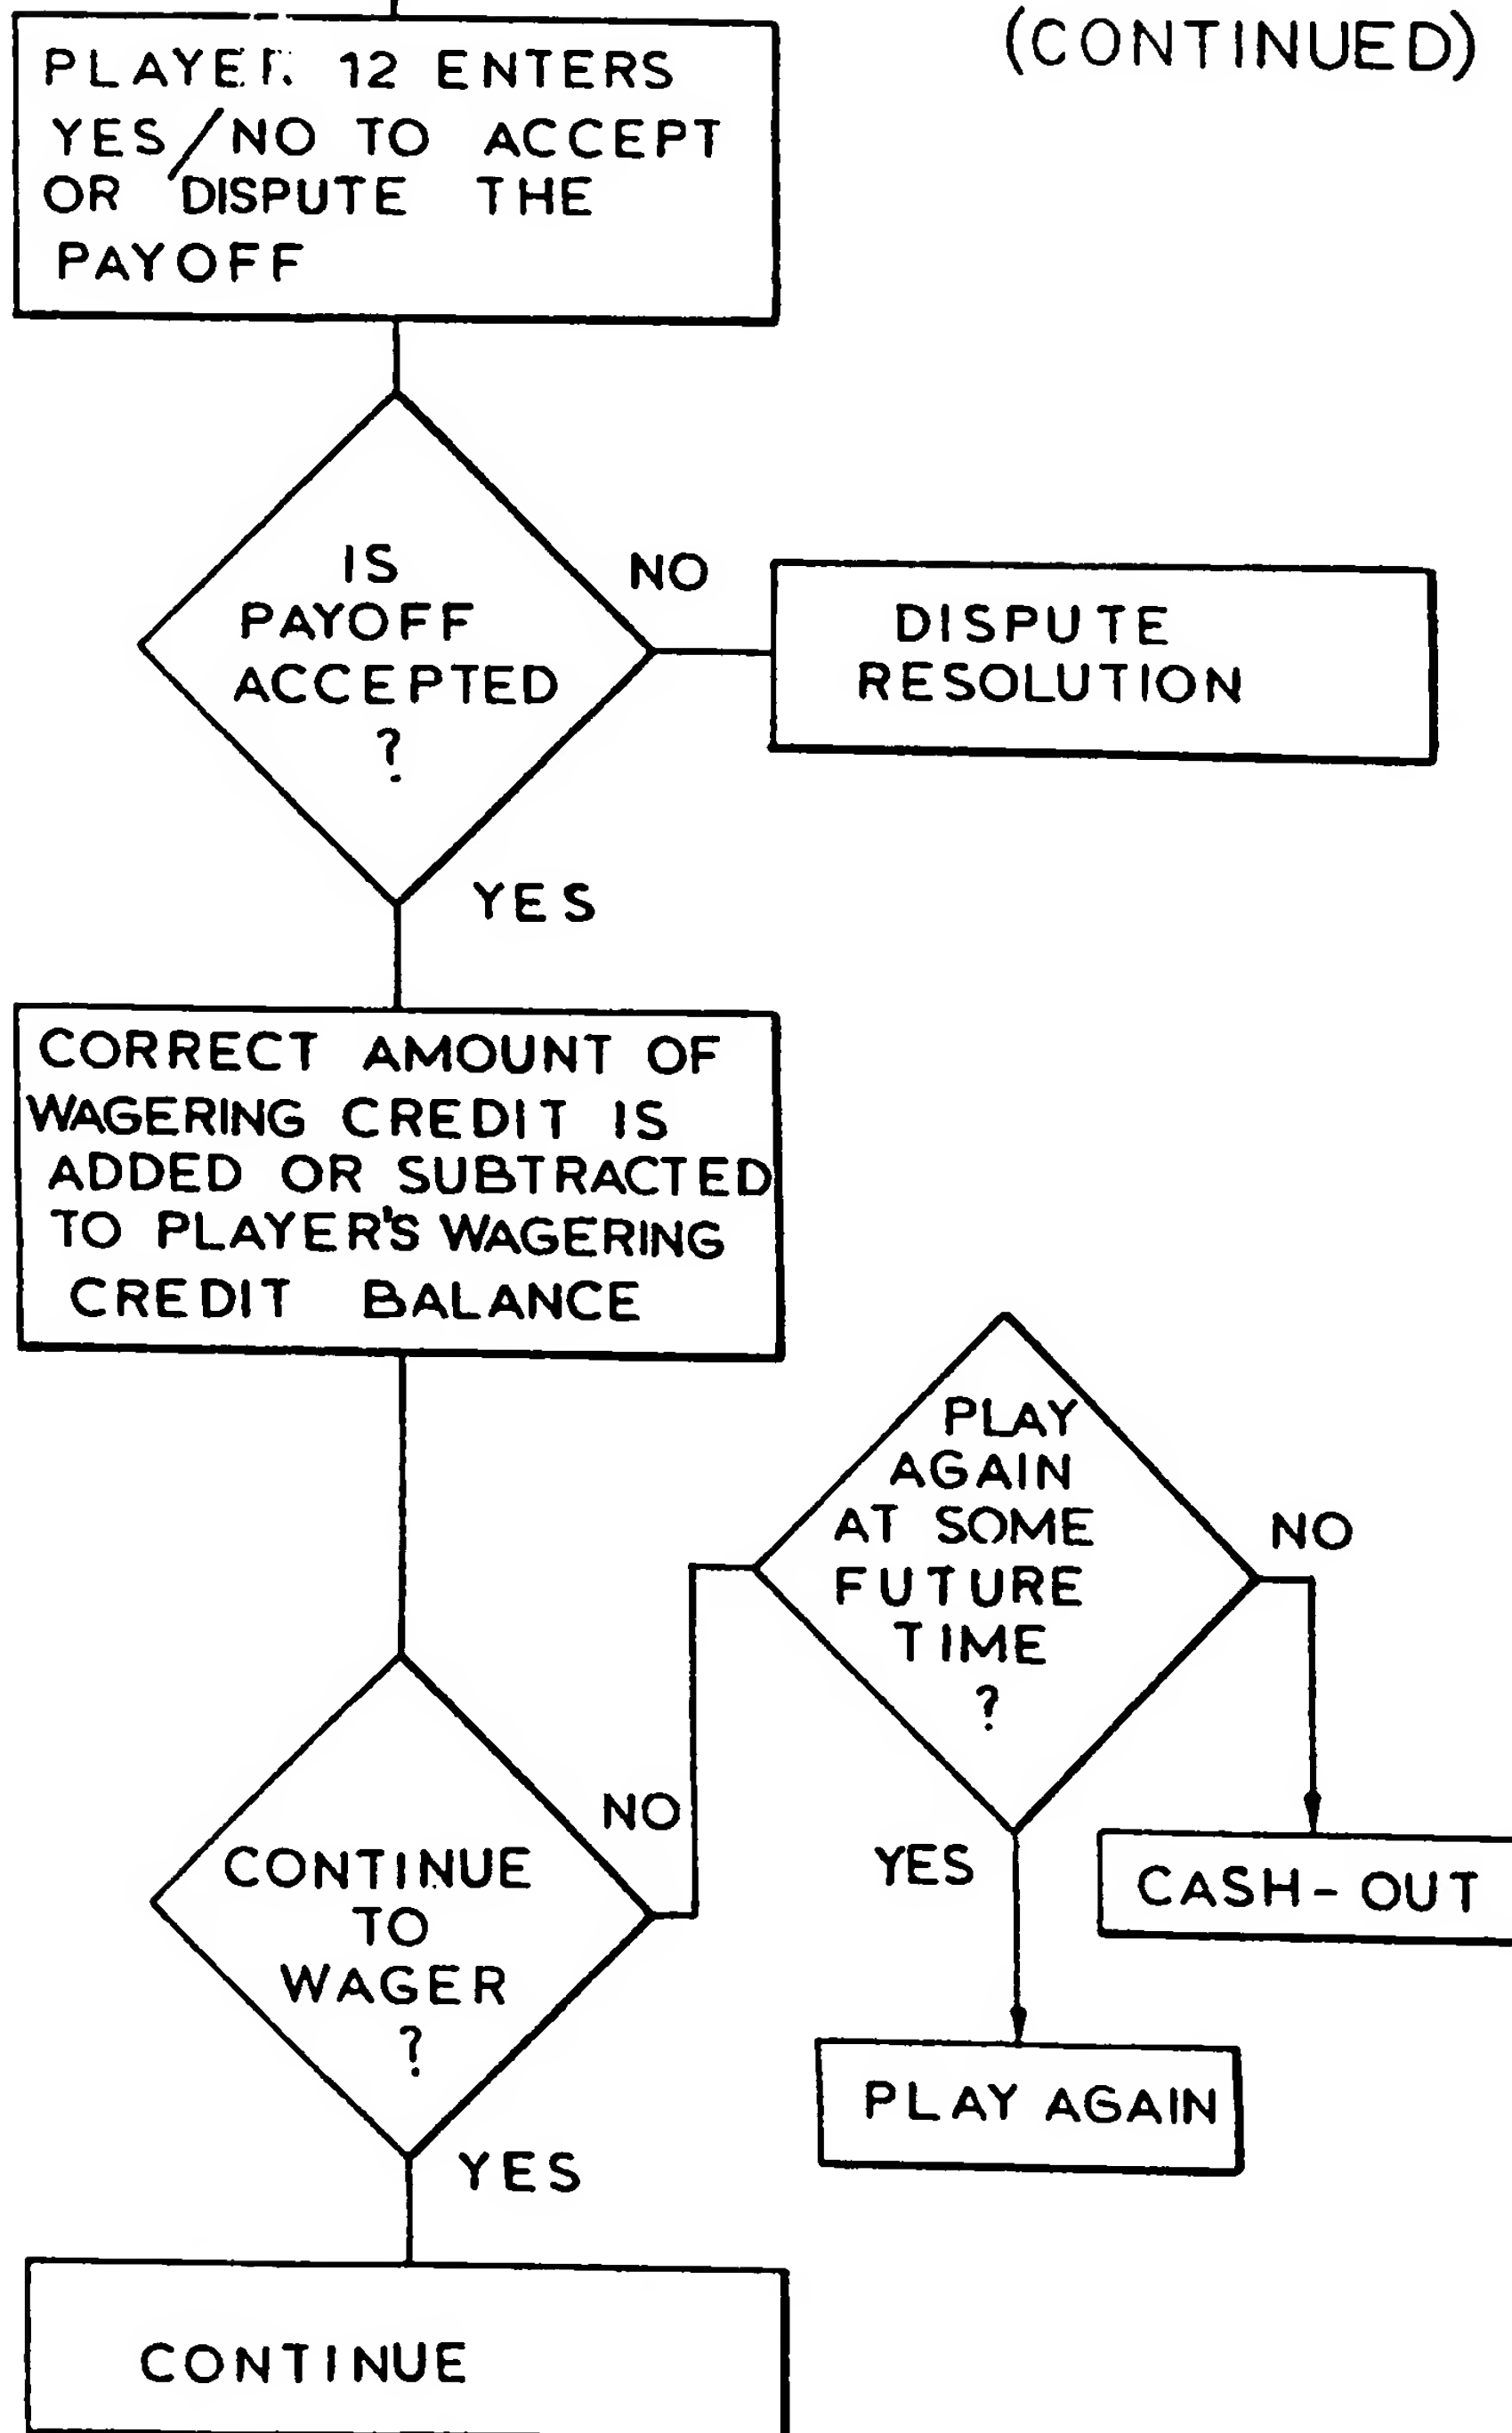 (CONTINUED)
PLAYER 12 ENTERS
YES/NO TO ACCEPT
OR DISPUTE THE
PAYOFF
IS
PAYOFF
ACCEPTED
?
NO
DISPUTE
RESOLUTION
YES
CORRECT AMOUNT OF
WAGERING CREDIT IS
ADDED OR SUBTRACTED
TO PLAYER'S WAGERING
CREDIT BALANCE
PLAY
AGAIN
AT SOME
FUTURE
TIME
?
NO
CONTINUE
TO
WAGER
?
NO
YES
CASH-OUT
PLAY AGAIN
YES
CONTINUE